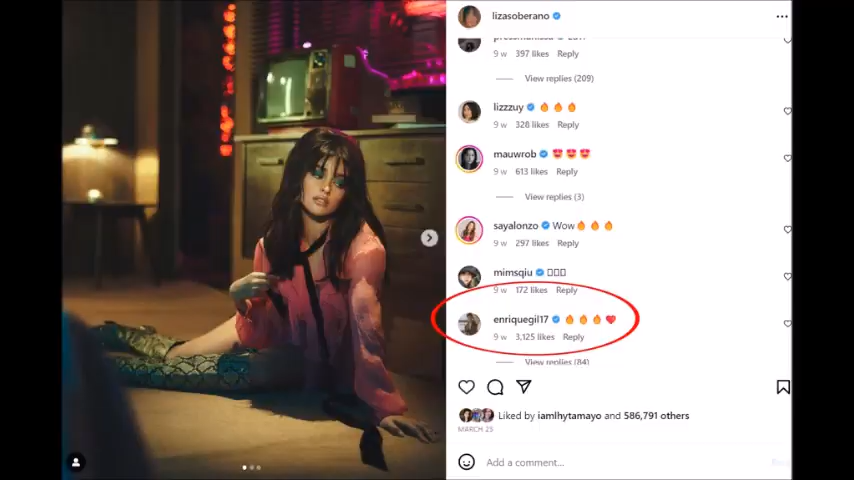 lizasoberano
9 w 397 likes Reply
View replies (209)
lizzzuy 🔥 🔥 🔥
9 w 328 likes Reply
mauwrob 😍 😍 😍
9 w 613 likes Reply
View replies (3)
sayalonzo Wow🔥 🔥 🔥
9 w 297 likes Reply
mimsqiu
9 w 172 likes Reply
enriquegil17 🔥 🔥 🔥 ❤️
9 w 3,125 likes Reply
View replies (84)
Liked by iamlhytamayo and 586,791 others
MARCH 25
Add a comment...